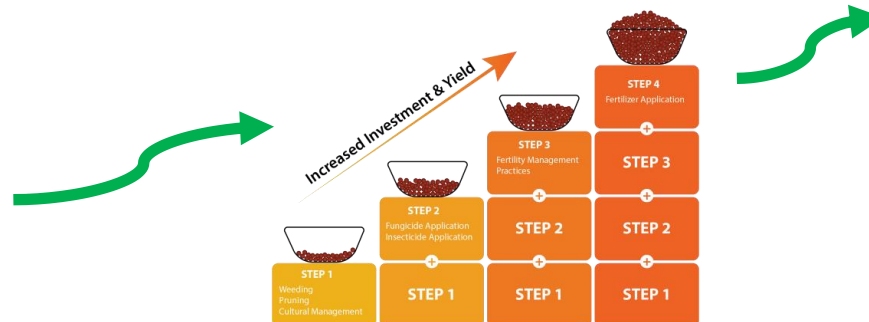 Increased Investment & Yield
STEP 4
Fertilizer Application
+
STEP 3
Fertility Management
Practices
+
STEP 3
+
+
STEP 2
Fungicide Application
Insecticide Application
+
STEP 2
+
STEP 2
+
STEP 1
Weeding
Pruning
Cultural Management
STEP 1
STEP 1
STEP 1